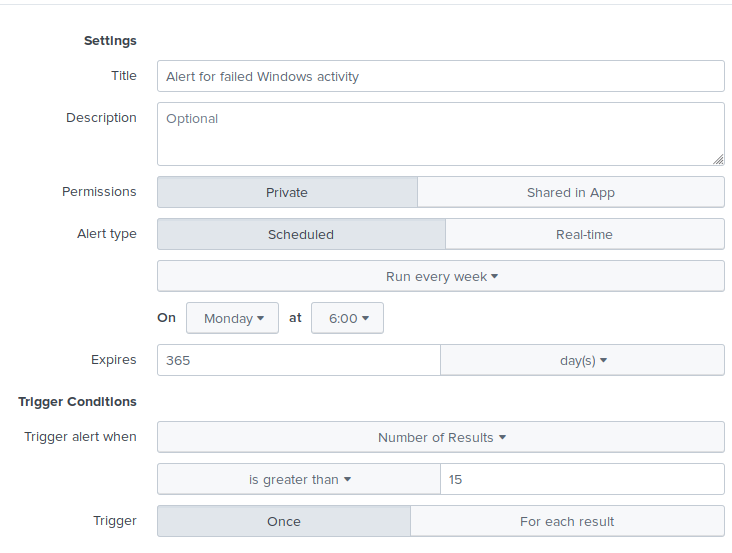 Settings
Title Alert for failed Windows activity
Description Optional
Permissions Private Shared in App
Alert type Scheduled Real-time
Run every week
On Monday at 6:00
Expires 365 day(s)
Trigger Conditions
Trigger alert when Number of Results
is greater than 15
Trigger Once For each result